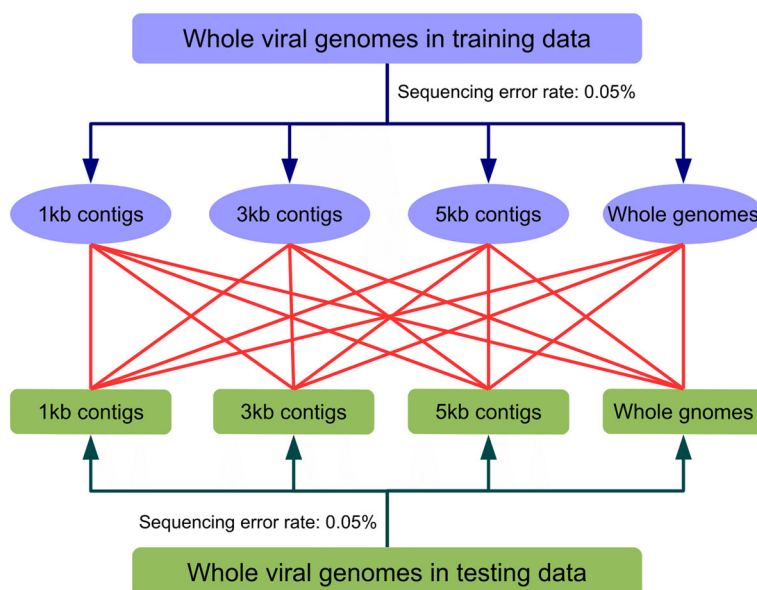 Whole viral genomes in training data
Sequencing error rate: 0.05%
1kb contigs
3kb contigs
5kb contigs
Whole genomes
1kb contigs
3kb contigs
5kb contigs
Whole gnomes
Sequencing error rate: 0.05%
Whole viral genomes in testing data